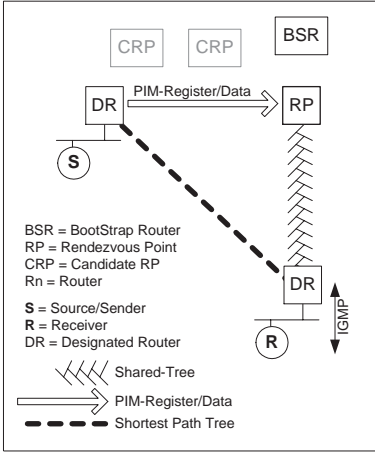 CRP
CRP
BSR
DR
PIM-Register/Data
RP
S
BSR = BootStrap Router
RP = Rendezvous Point
CRP = Candidate RP
Rn = Router
DR
S = Source/Sender
R = Receiver
DR = Designated Router
R
IGMP
Shared-Tree
PIM-Register/Data
Shortest Path Tree